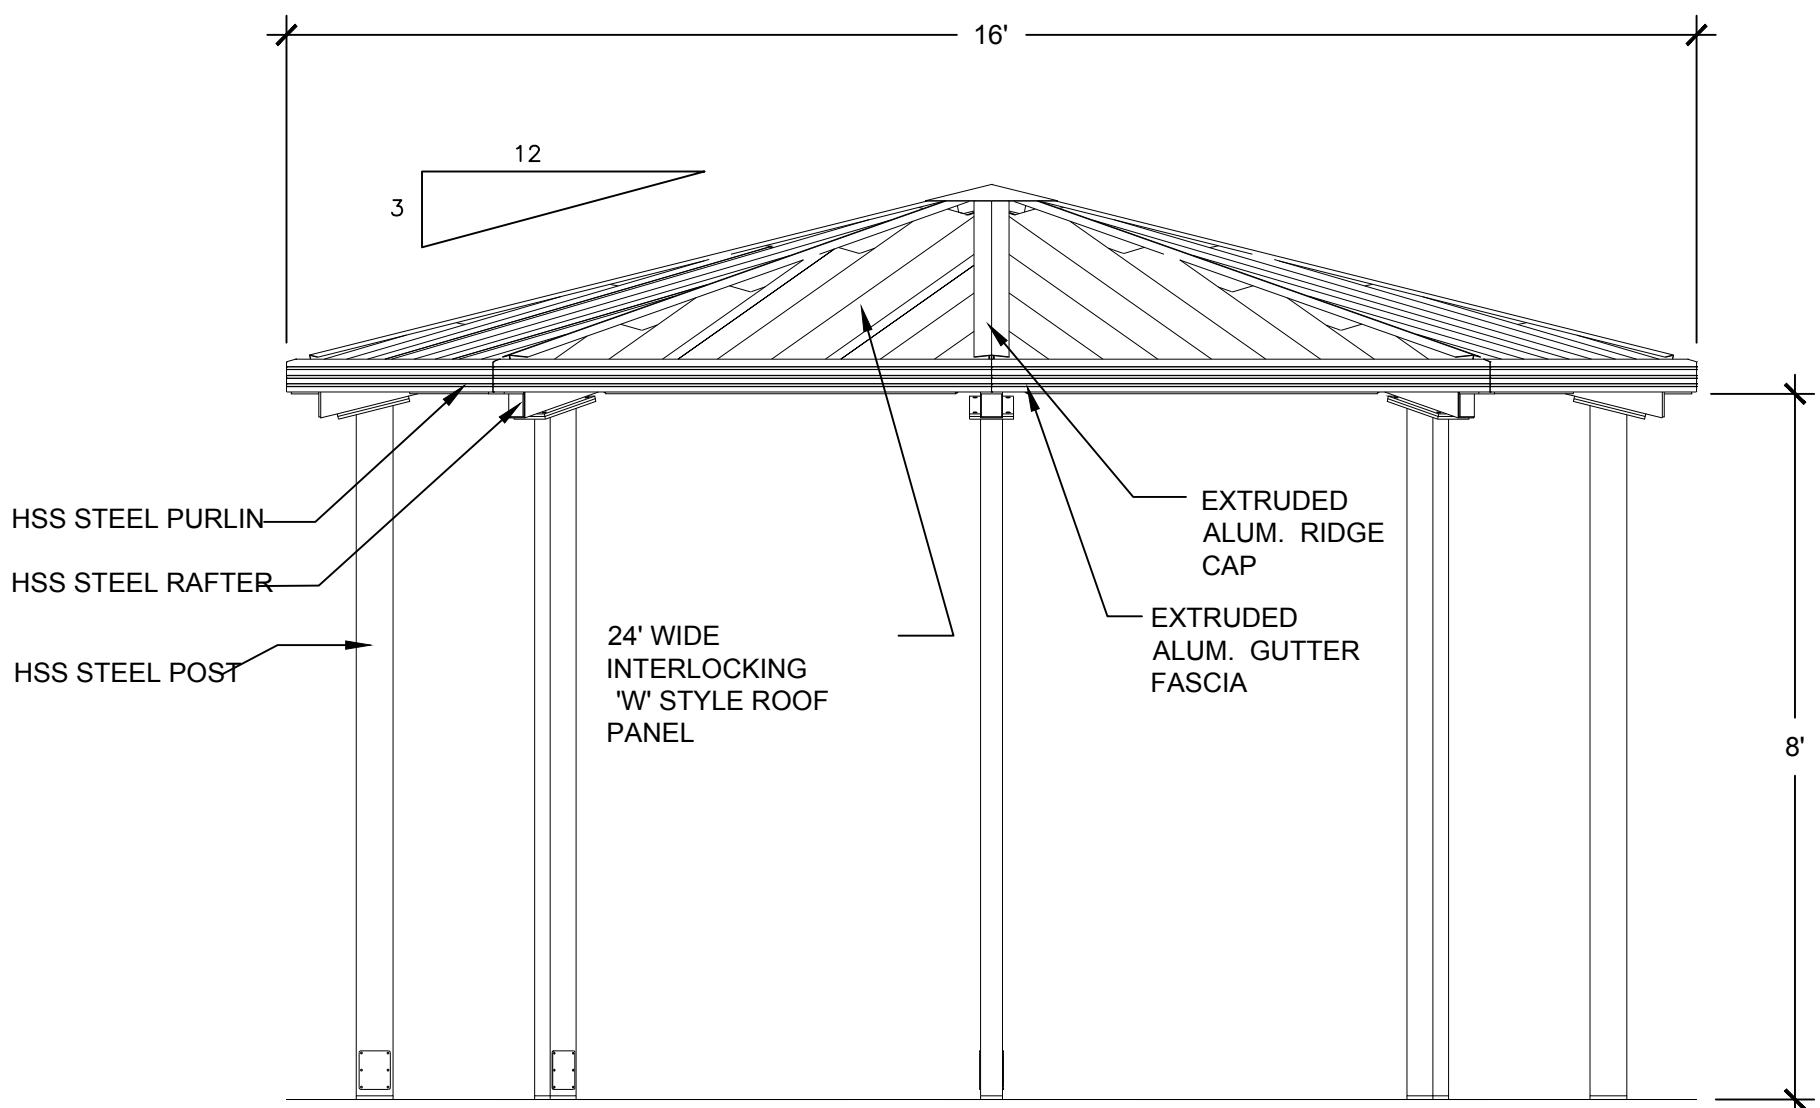 16'
12
3
HSS STEEL PURLIN
HSS STEEL RAFTER
HSS STEEL POST
24' WIDE
INTERLOCKING
'W' STYLE ROOF
PANEL
EXTRUDED
ALUM. RIDGE
CAP
EXTRUDED
ALUM. GUTTER
FASCIA
8'